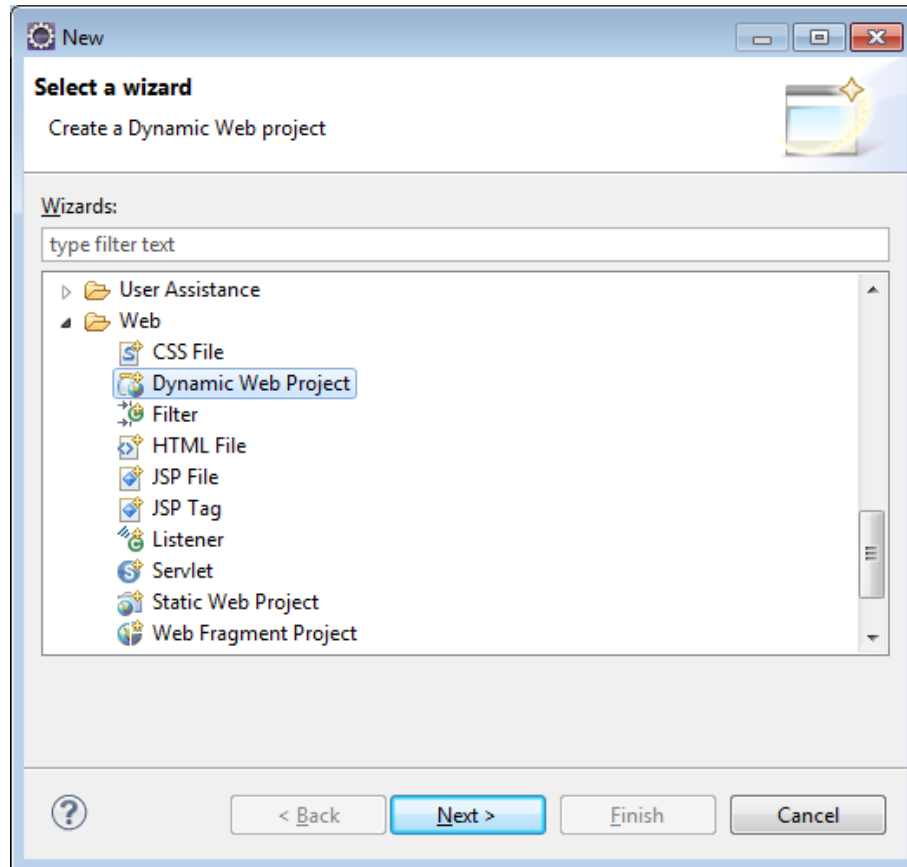 New
Select a wizard
Create a Dynamic Web project
Wizards:
type filter text
User Assistance
Web
CSS File
Dynamic Web Project
Filter
HTML File
JSP File
JSP Tag
Listener
Servlet
Static Web Project
Web Fragment Project
< Back Next > Finish Cancel